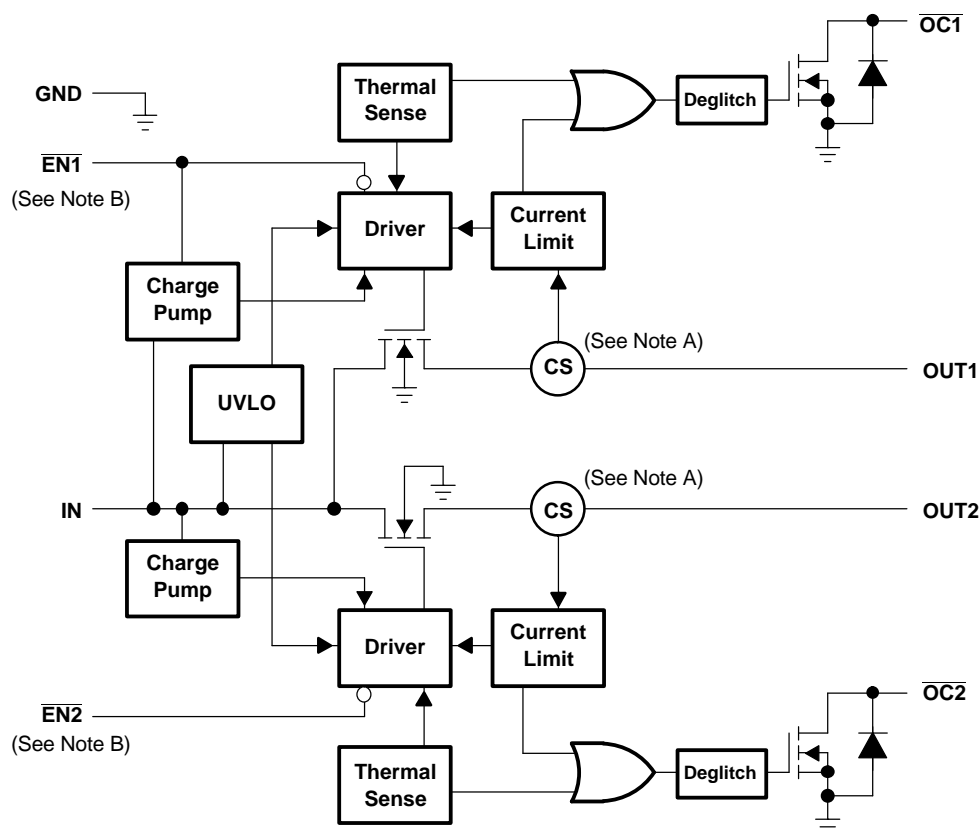 OC1
Thermal
Sense
Deglitch
GND
EN1
(See Note B)
Driver
Current
Limit
Charge
Pump
(See Note A)
CS
OUT1
UVLO
(See Note A)
IN
CS
OUT2
Charge
Pump
Driver
Current
Limit
OC2
EN2
(See Note B)
Thermal
Sense
Deglitch